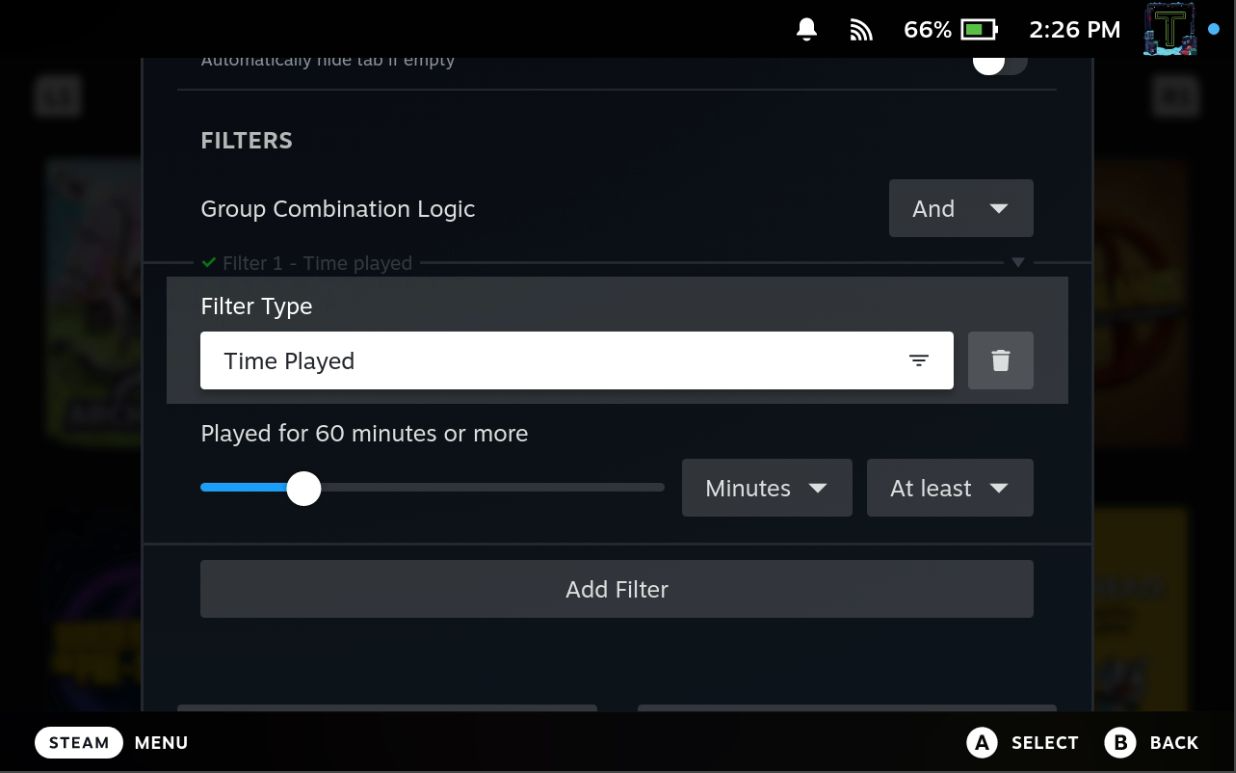 66% 2:26 PM
Automatically hide tab if empty
FILTERS
Group Combination Logic And
Filter 1 - Time played
Filter Type
Time Played
Played for 60 minutes or more
Minutes At least
Add Filter
STEAM MENU A SELECT B BACK